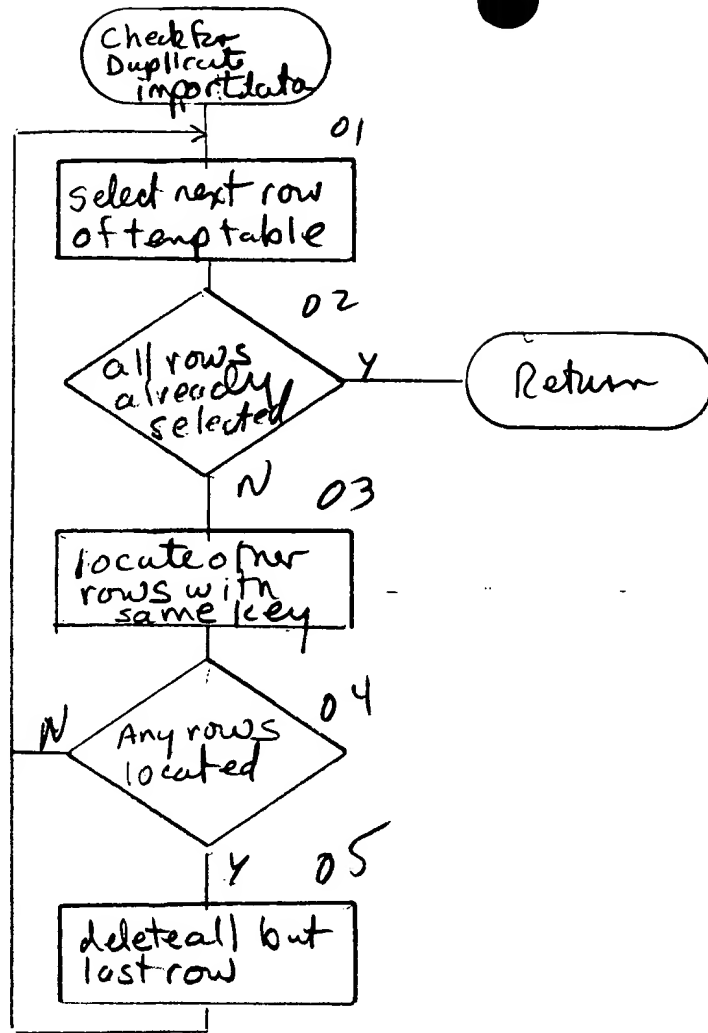 Check for
Duplicate
import data
01
select next row
of temp table
02
all rows
already
selected
Y
Return
N
03
locate other
rows with
same key
04
N
Any rows
located
Y
05
delete all but
last row